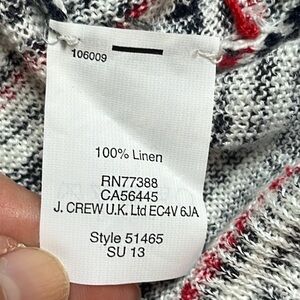 106009
100% Linen
RN77388
CA56445
J. CREW U.K. Ltd EC4V 6JA
Style 51465
SU 13